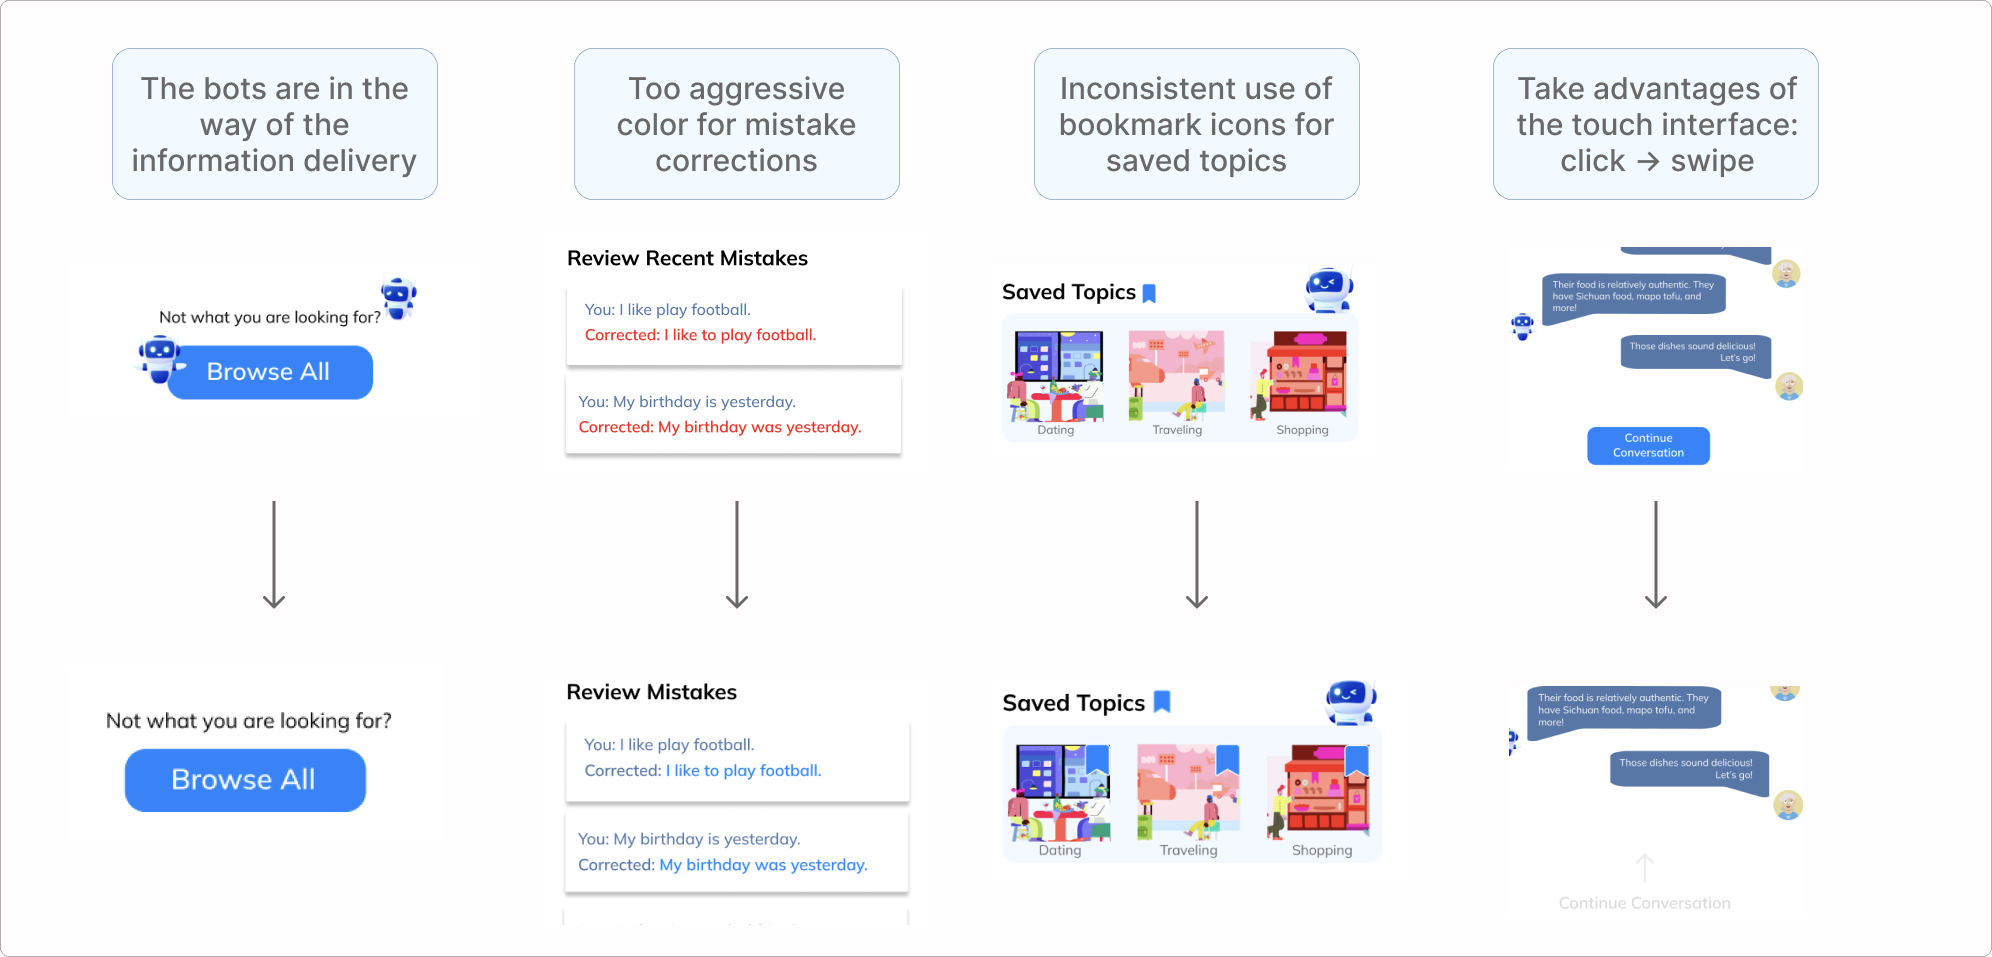 The bots are in the
way of the
information delivery
Too aggressive
color for mistake
corrections
Inconsistent use of
bookmark icons for
saved topics
Take advantages of
the touch interface:
click → swipe
Not what you are looking for?
Browse All
Review Recent Mistakes
You: I like play football.
Corrected: I like to play football.
You: My birthday is yesterday.
Corrected: My birthday was yesterday.
Saved Topics
Dating
Traveling
Shopping
Their food is relatively authentic. They
have Sichuan food, mapo tofu, and
more!
Those dishes sound delicious!
Let's go!
Continue
Conversation
Not what you are looking for?
Browse All
Review Mistakes
You: I like play football.
Corrected: I like to play football.
You: My birthday is yesterday.
Corrected: My birthday was yesterday.
Saved Topics
Dating
Traveling
Shopping
Their food is relatively authentic. They
have Sichuan food, mapo tofu, and
more!
Those dishes sound delicious!
Let's go!
Continue Conversation